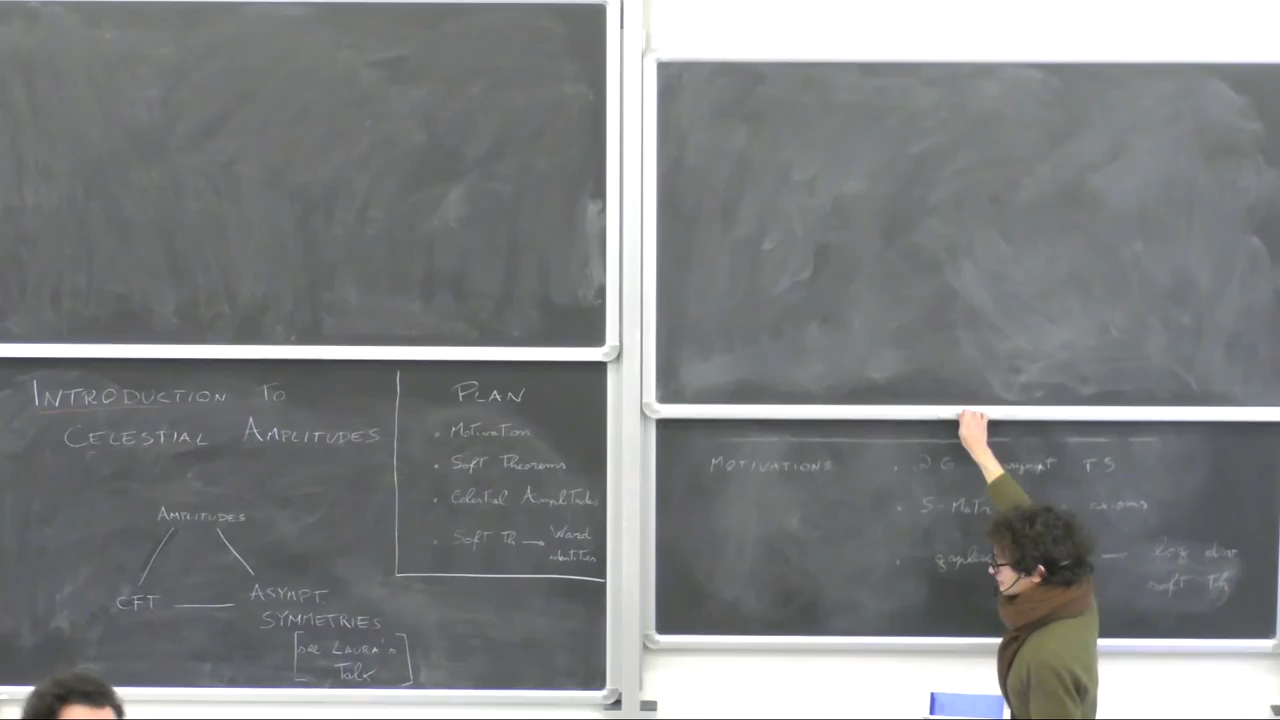 INTRODUCTION TO
CELESTIAL AMPLITUDES
AMPLITUDES
CFT
ASYMPT.
SYMMETRIES
[see LAURA's
Talk]
PLAN
• Motivation
• Soft Theorems
• Celestial Amplitudes
• Soft Th → Ward
identities
MOTIVATIONS
S-Mat
soft Th